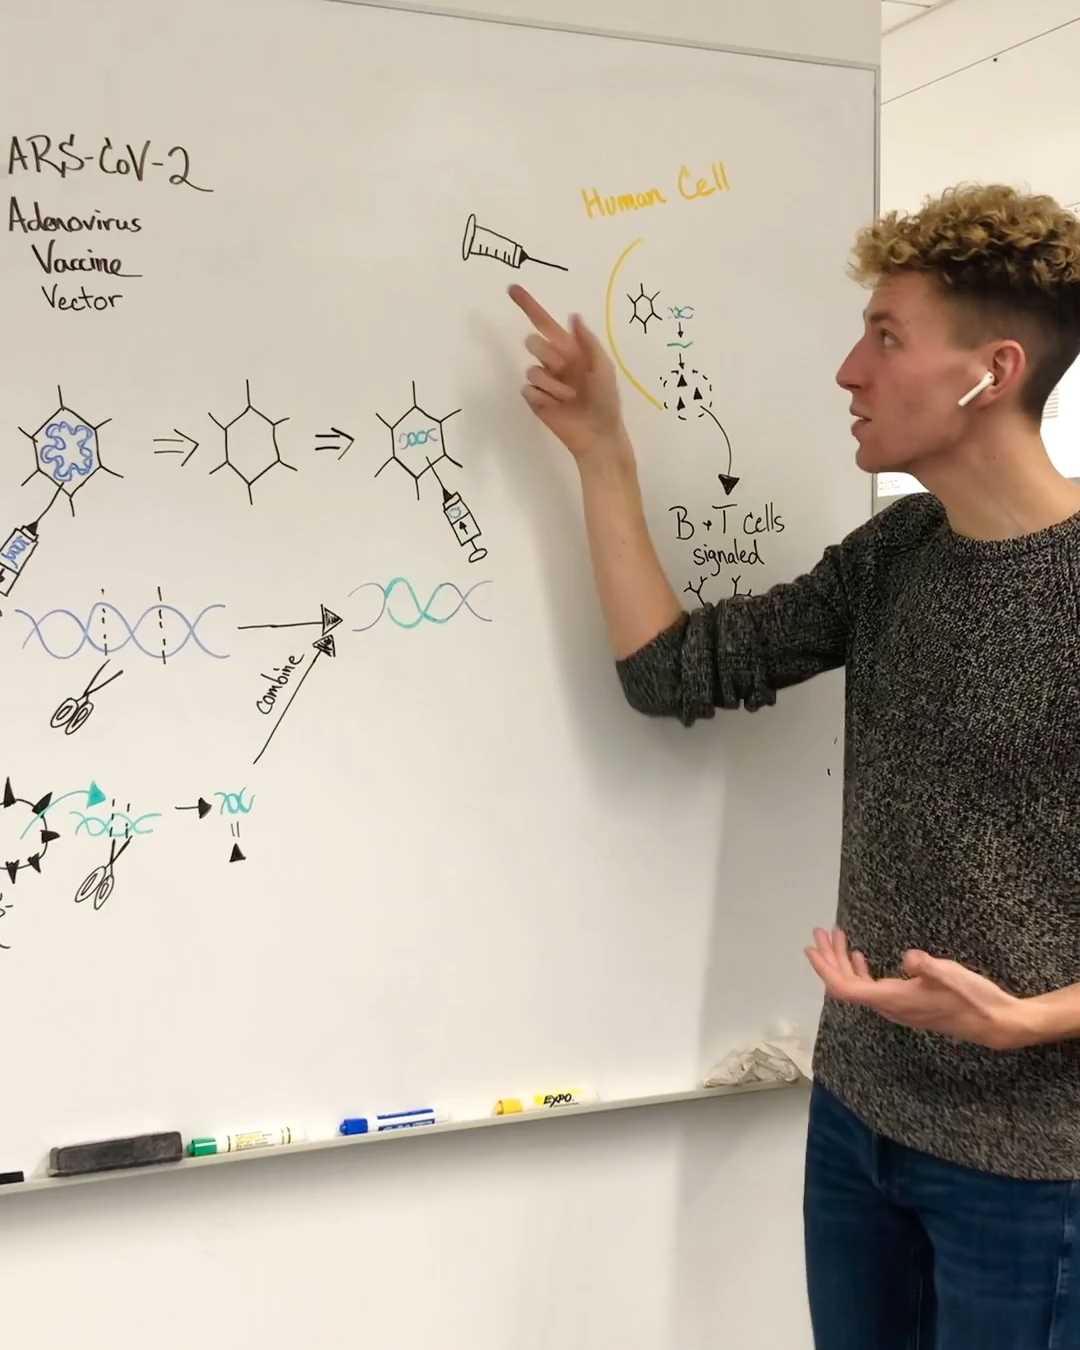 ARS-CoV-2
Adenovirus
Vaccine
Vector
Human Cell
B + T Cells
signaled
combine
EXPO